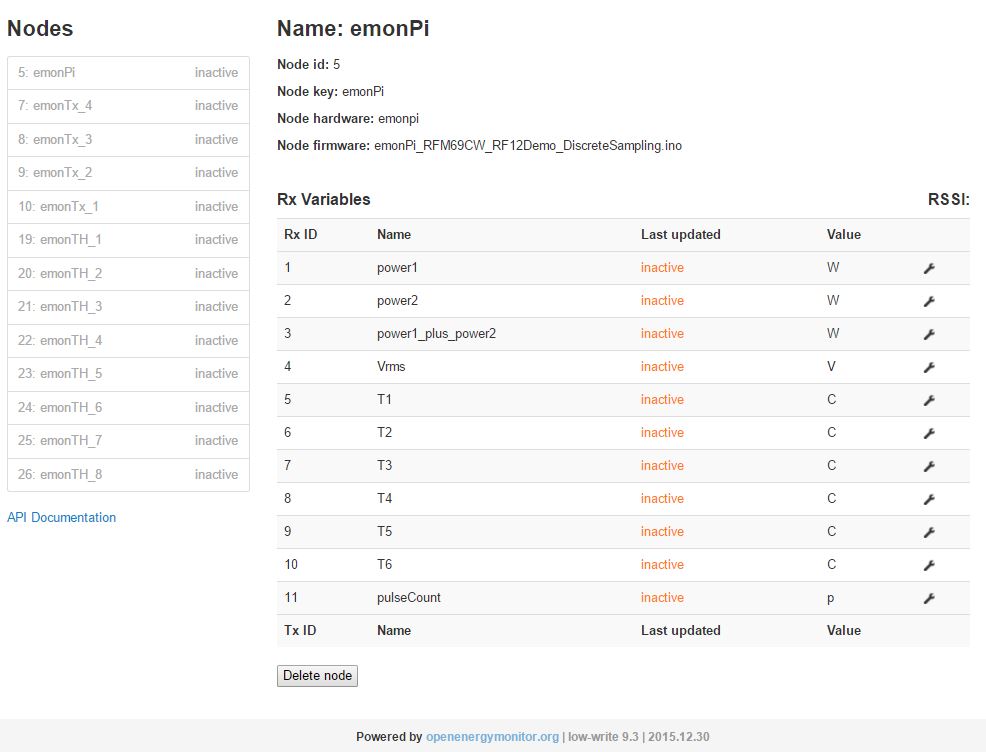 Nodes
5: emonPi inactive
7: emonTx_4 inactive
8: emonTx_3 inactive
9: emonTx_2 inactive
10: emonTx_1 inactive
19: emonTH_1 inactive
20: emonTH_2 inactive
21: emonTH_3 inactive
22: emonTH_4 inactive
23: emonTH_5 inactive
24: emonTH_6 inactive
25: emonTH_7 inactive
26: emonTH_8 inactive
API Documentation
Name: emonPi
Node id: 5
Node key: emonPi
Node hardware: emonpi
Node firmware: emonPi_RFM69CW_RF12Demo_DiscreteSampling.ino
Rx Variables RSSI:
Rx ID Name Last updated Value
1 power1 inactive W
2 power2 inactive W
3 power1_plus_power2 inactive W
4 Vrms inactive V
5 T1 inactive C
6 T2 inactive C
7 T3 inactive C
8 T4 inactive C
9 T5 inactive C
10 T6 inactive C
11 pulseCount inactive p
Tx ID Name Last updated Value
Delete node
Powered by openenergymonitor.org | low-write 9.3 | 2015.12.30